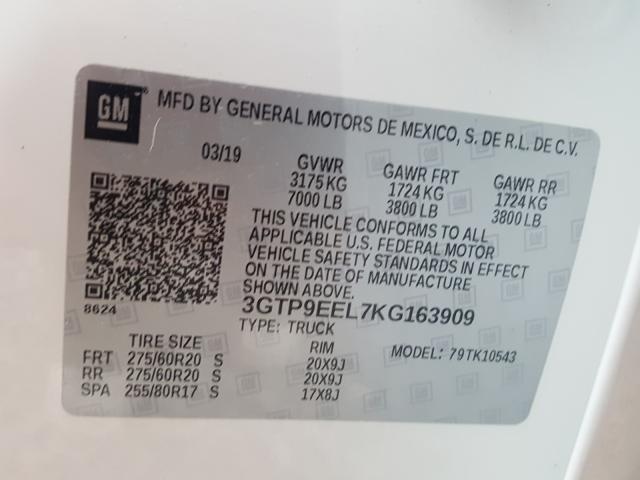 GM
MFD BY GENERAL MOTORS DE MEXICO, S. DE R.L. DE C.V.
03/19 GVWR GAWR FRT GAWR RR
3175 KG 1724 KG 1724 KG
7000 LB 3800 LB 3800 LB
THIS VEHICLE CONFORMS TO ALL
APPLICABLE U.S. FEDERAL MOTOR
VEHICLE SAFETY STANDARDS IN EFFECT
ON THE DATE OF MANUFACTURE
SHOWN ABOVE.
8624
3GTP9EEL7KG163909
TYPE: TRUCK
TIRE SIZE RIM MODEL: 79TK10543
FRT 275/60R20 S 20X9J
RR 275/60R20 S 20X9J
SPA 255/80R17 S 17X8J